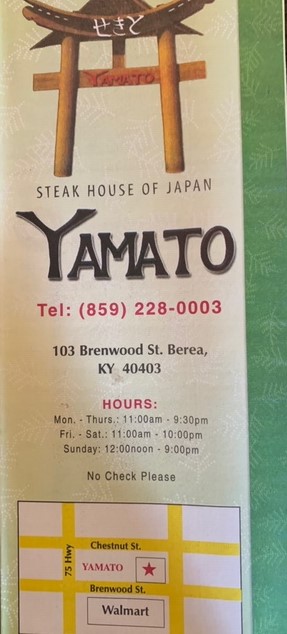 せきと
YAMATO
STEAK HOUSE OF JAPAN
YAMATO
Tel: (859) 228-0003
103 Brenwood St. Berea,
KY 40403
HOURS:
Mon. - Thurs.: 11:00am - 9:30pm
Fri. - Sat.: 11:00am - 10:00pm
Sunday: 12:00noon - 9:00pm
No Check Please
75 Hwy
Chestnut St.
YAMATO
Brenwood St.
Walmart